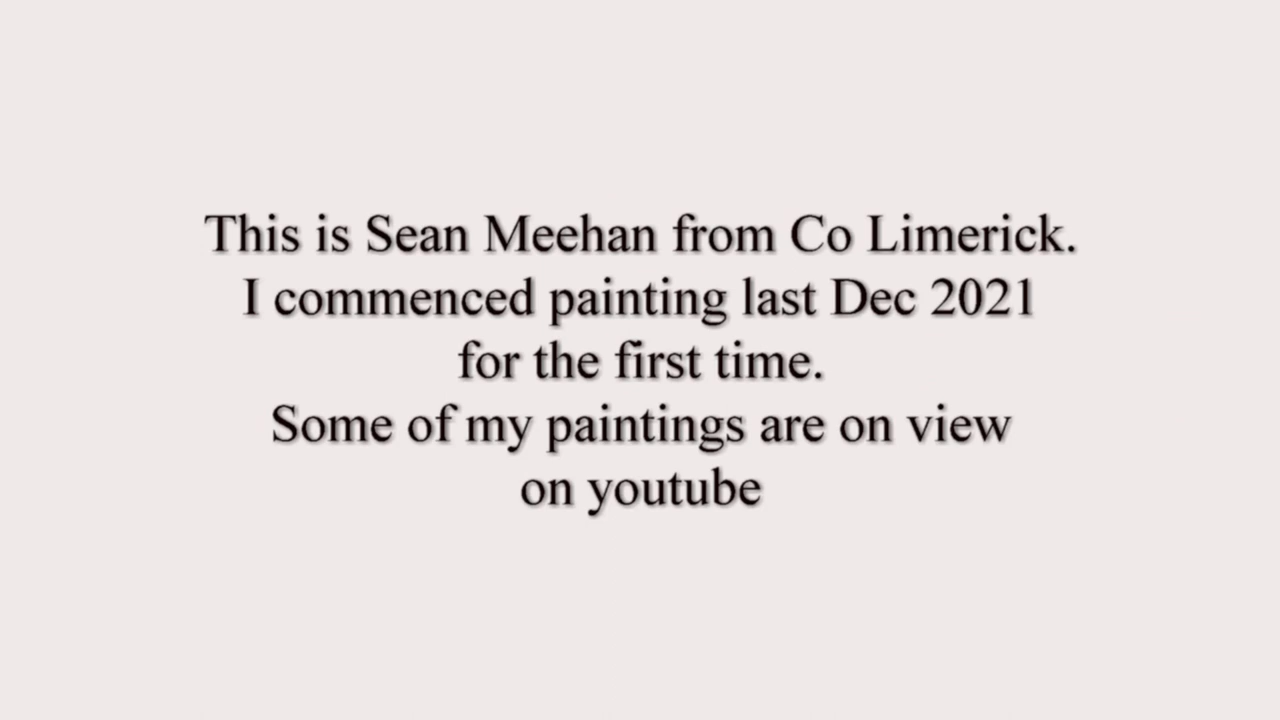 This is Sean Meehan from Co Limerick.
I commenced painting last Dec 2021
for the first time.
Some of my paintings are on view
on youtube